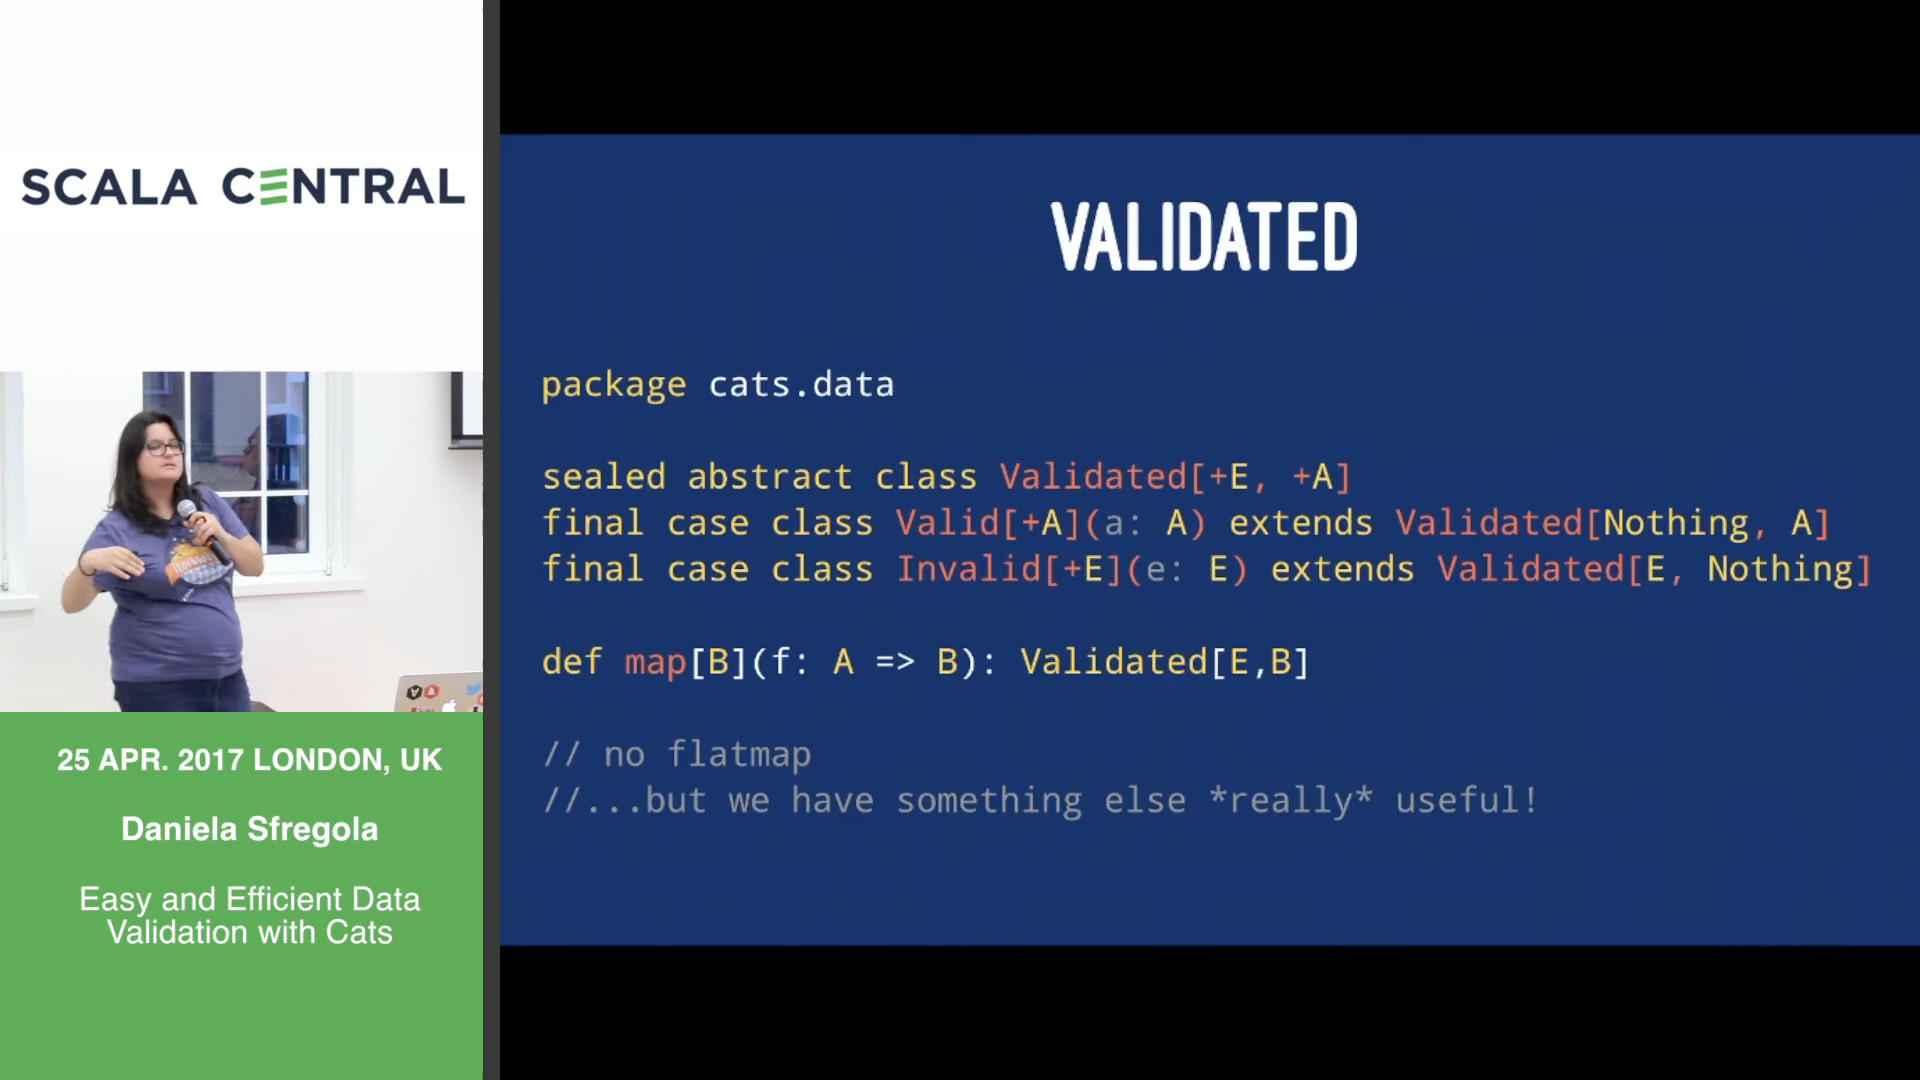 SCALA CENTRAL
25 APR. 2017 LONDON, UK
Daniela Sfregola
Easy and Efficient Data
Validation with Cats
VALIDATED
package cats.data
sealed abstract class Validated[+E, +A]
final case class Valid[+A](a: A) extends Validated[Nothing, A]
final case class Invalid[+E](e: E) extends Validated[E, Nothing]
def map[B](f: A => B): Validated[E,B]
// no flatmap
//...but we have something else *really* useful!